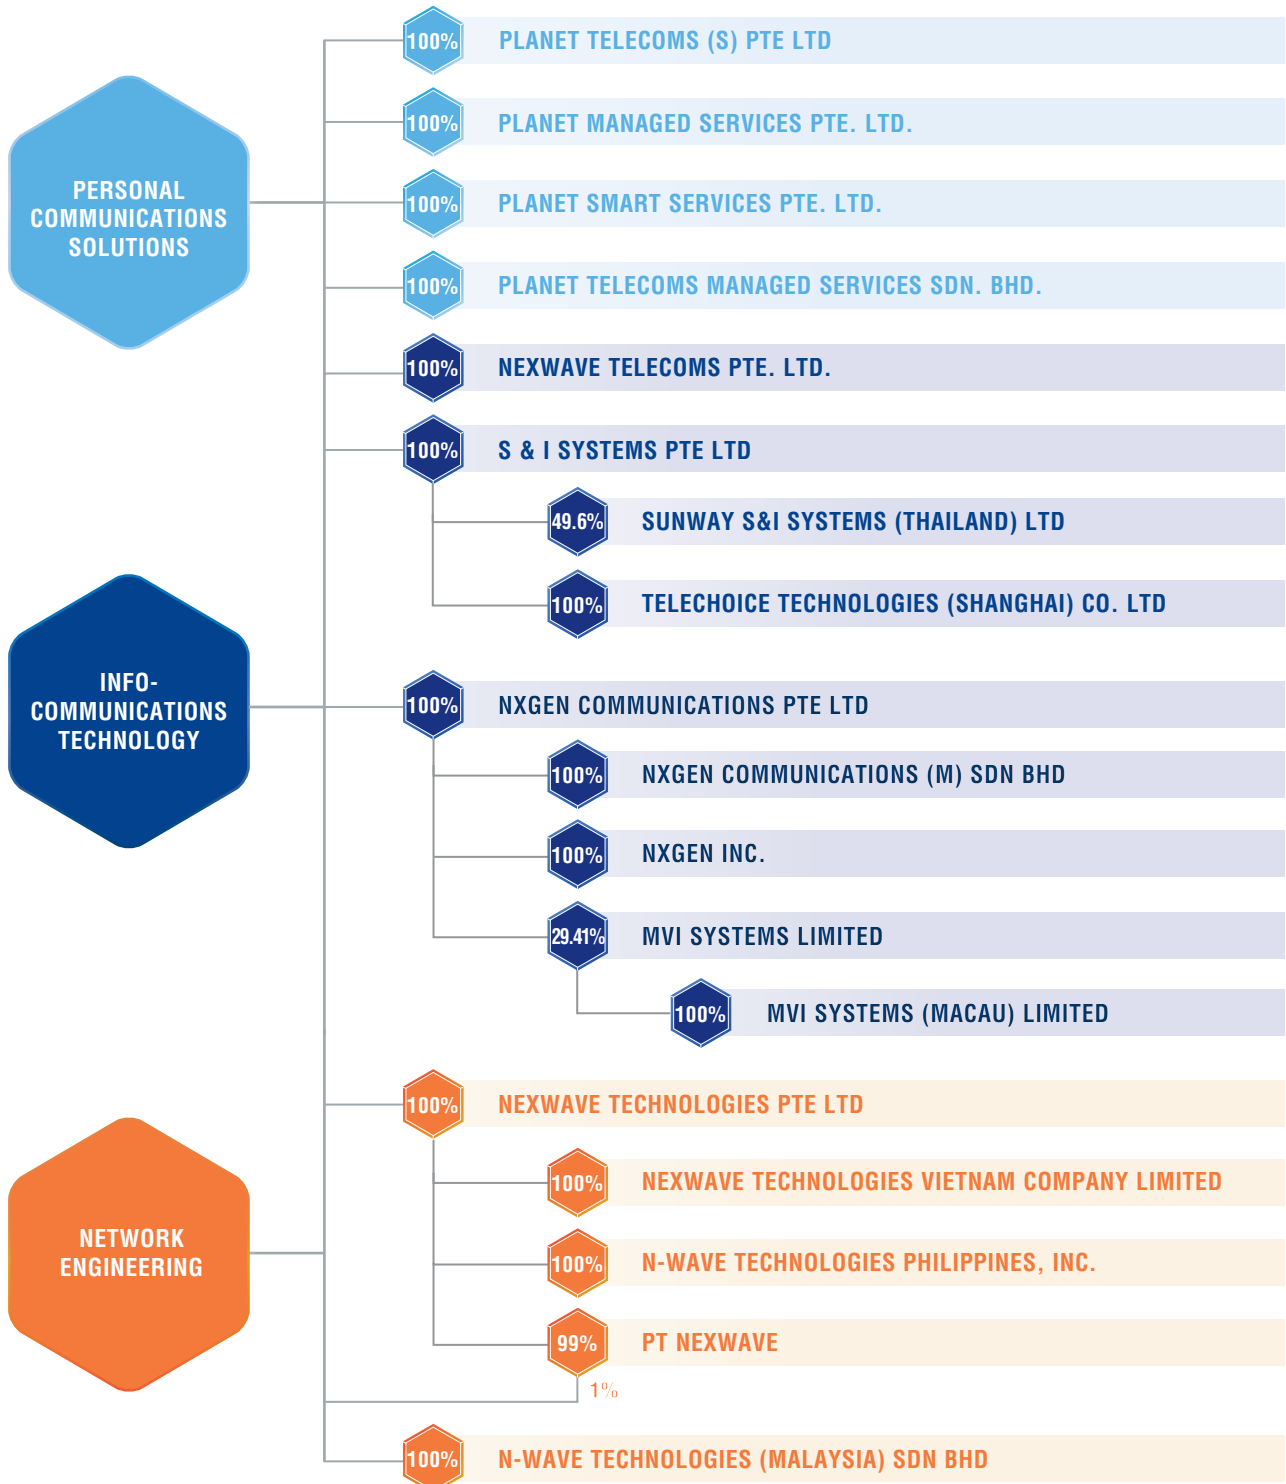 100% PLANET TELECOMS (S) PTE LTD
100% PLANET MANAGED SERVICES PTE. LTD.
PERSONAL
COMMUNICATIONS
SOLUTIONS
100% PLANET SMART SERVICES PTE. LTD.
100% PLANET TELECOMS MANAGED SERVICES SDN. BHD.
100% NEXWAVE TELECOMS PTE. LTD.
100% S & I SYSTEMS PTE LTD
49.6% SUNWAY S&I SYSTEMS (THAILAND) LTD
100% TELECHOICE TECHNOLOGIES (SHANGHAI) CO. LTD
INFO-
COMMUNICATIONS
TECHNOLOGY
100% NXGEN COMMUNICATIONS PTE LTD
100% NXGEN COMMUNICATIONS (M) SDN BHD
100% NXGEN INC.
29.41% MVI SYSTEMS LIMITED
100% MVI SYSTEMS (MACAU) LIMITED
100% NEXWAVE TECHNOLOGIES PTE LTD
100% NEXWAVE TECHNOLOGIES VIETNAM COMPANY LIMITED
NETWORK
ENGINEERING
100% N-WAVE TECHNOLOGIES PHILIPPINES, INC.
99% PT NEXWAVE
1%
100% N-WAVE TECHNOLOGIES (MALAYSIA) SDN BHD